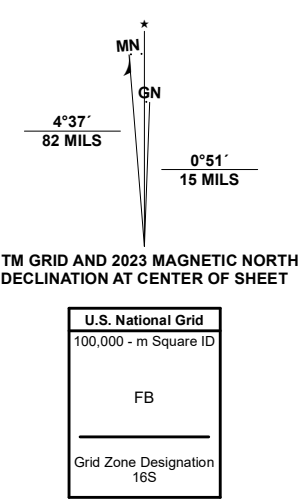 MN
GN
4°37´
82 MILS
0°51´
15 MILS
TM GRID AND 2023 MAGNETIC NORTH
DECLINATION AT CENTER OF SHEET
U.S. National Grid
100,000 - m Square ID
FB
Grid Zone Designation
16S